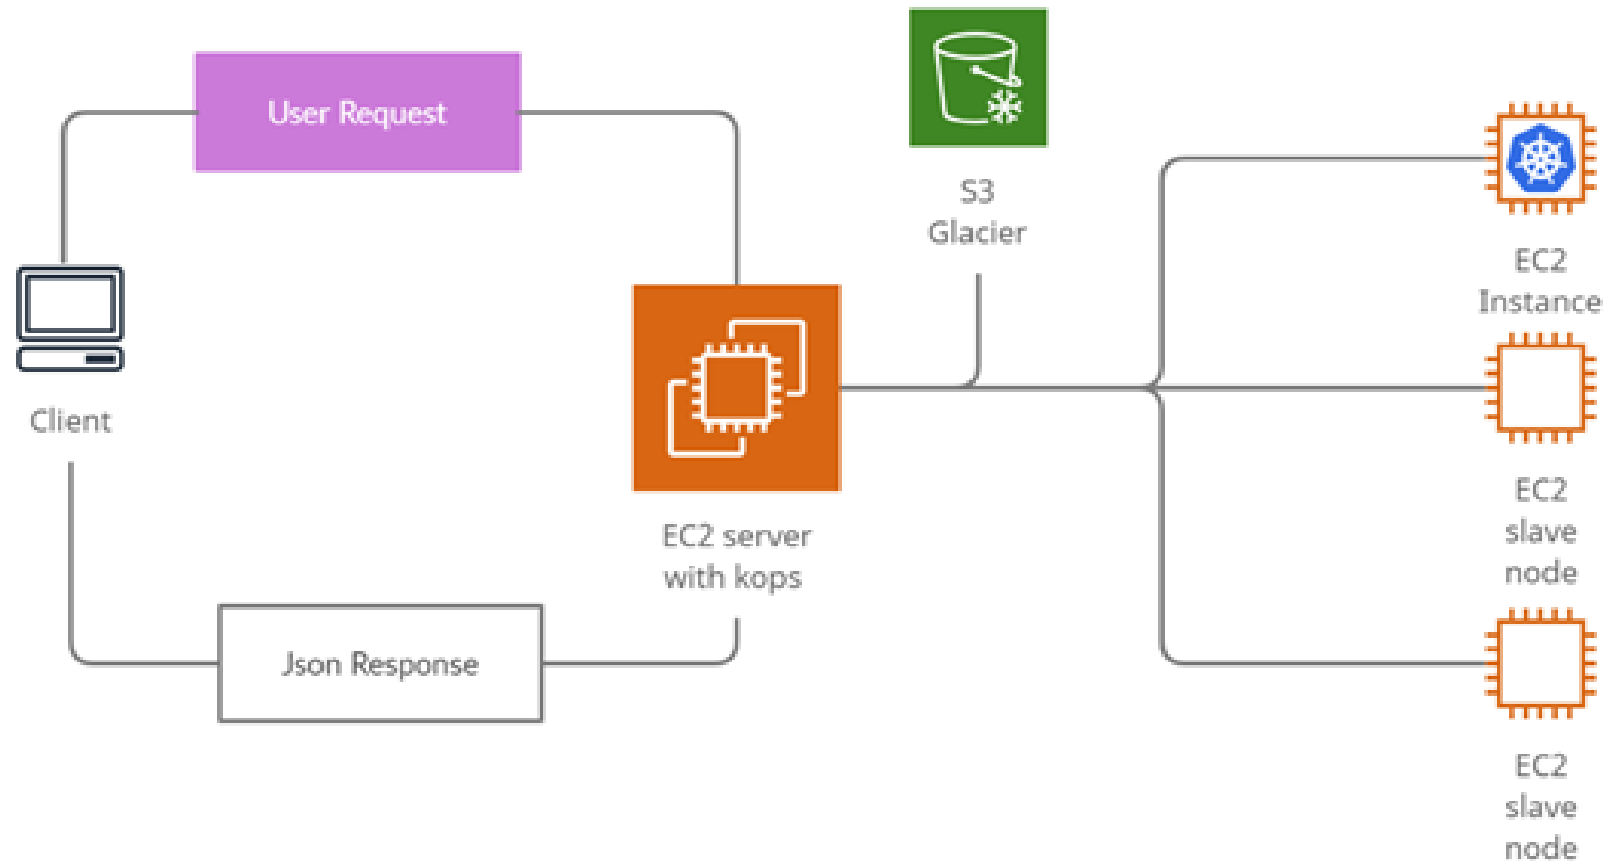 User Request
S3
Glacier
EC2
Instance
Client
EC2 server
with kops
EC2
slave
node
Json Response
EC2
slave
node